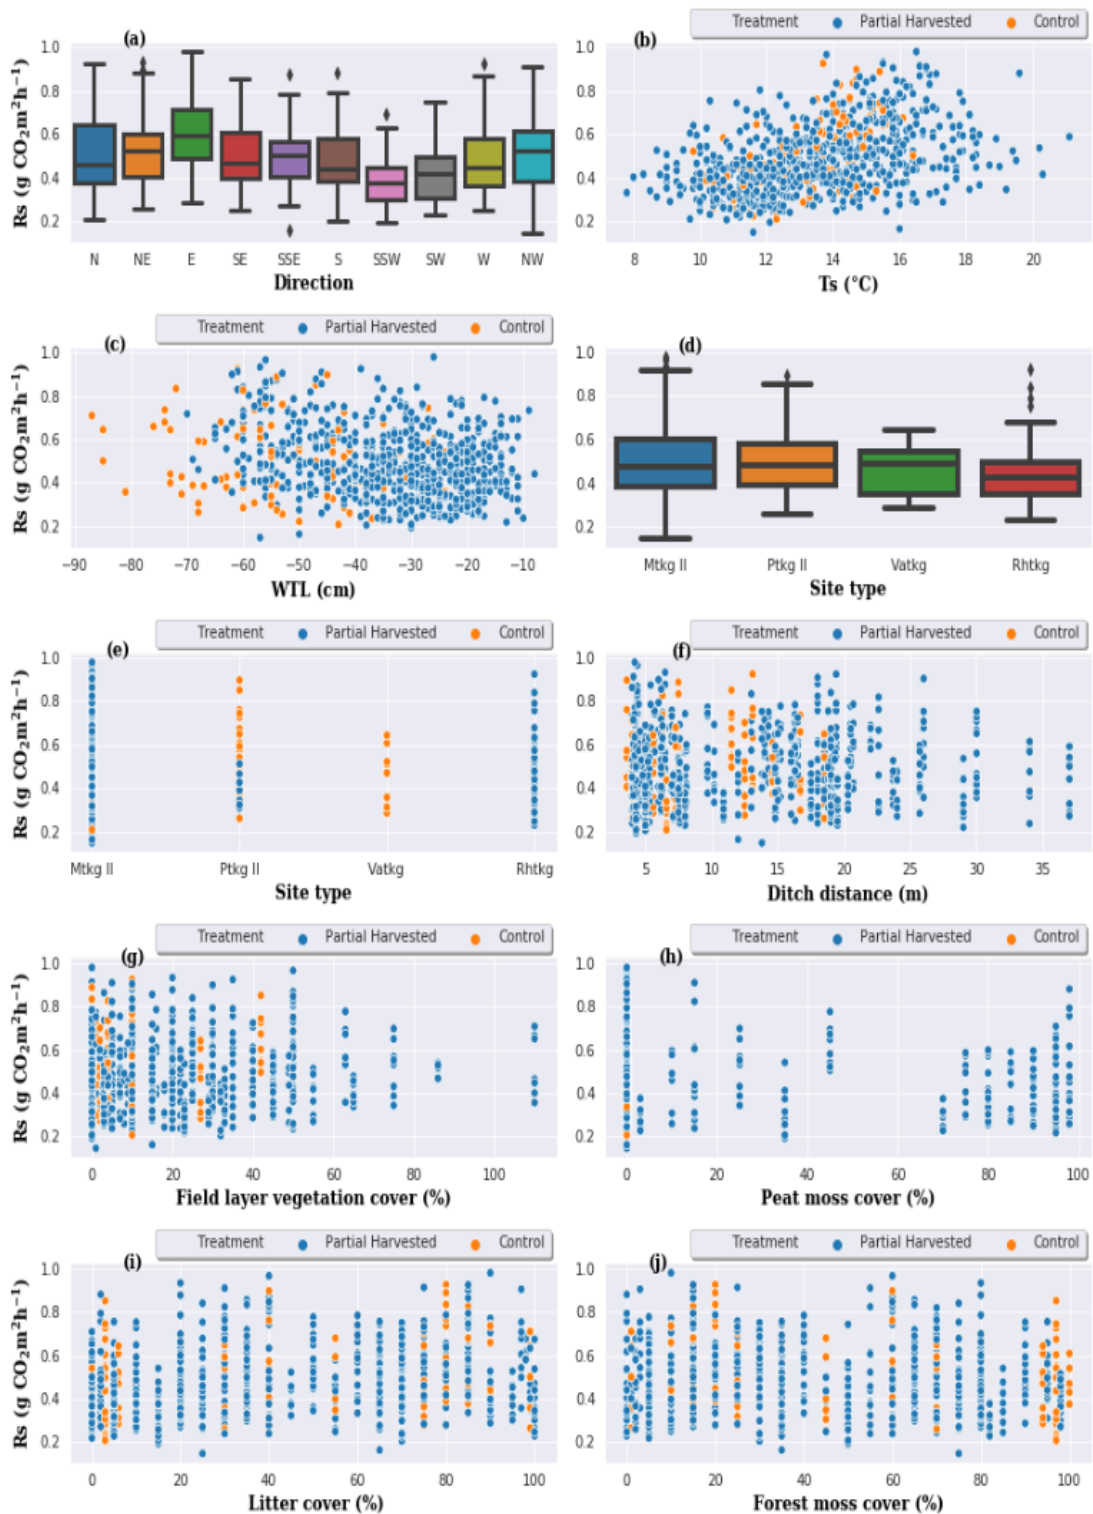 Treatment Partial Harvested Control
(a) (b)
Rs (g CO₂m²h⁻¹)
1.0 0.8 0.6 0.4 0.2
N NE E SE SSE S SSW SW W NW
Direction
1.0 0.8 0.6 0.4 0.2
8 10 12 14 16 18 20
Ts (°C)
Treatment Partial Harvested Control
(c) (d)
Rs (g CO₂m²h⁻¹)
1.0 0.8 0.6 0.4 0.2
−90 −80 −70 −60 −50 −40 −30 −20 −10
WTL (cm)
1.0 0.8 0.6 0.4 0.2
Mtkg II Ptkg II Vatkg Rhtkg
Site type
Treatment Partial Harvested Control
Treatment Partial Harvested Control
(e) (f)
Rs (g CO₂m²h⁻¹)
1.0 0.8 0.6 0.4 0.2
Mtkg II Ptkg II Vatkg Rhtkg
Site type
1.0 0.8 0.6 0.4 0.2
5 10 15 20 25 30 35
Ditch distance (m)
Treatment Partial Harvested Control
Treatment Partial Harvested Control
(g) (h)
Rs (g CO₂m²h⁻¹)
1.0 0.8 0.6 0.4 0.2
0 20 40 60 80 100
Field layer vegetation cover (%)
1.0 0.8 0.6 0.4 0.2
0 20 40 60 80 100
Peat moss cover (%)
Treatment Partial Harvested Control
Treatment Partial Harvested Control
(i) (j)
Rs (g CO₂m²h⁻¹)
1.0 0.8 0.6 0.4 0.2
0 20 40 60 80 100
Litter cover (%)
1.0 0.8 0.6 0.4 0.2
0 20 40 60 80 100
Forest moss cover (%)